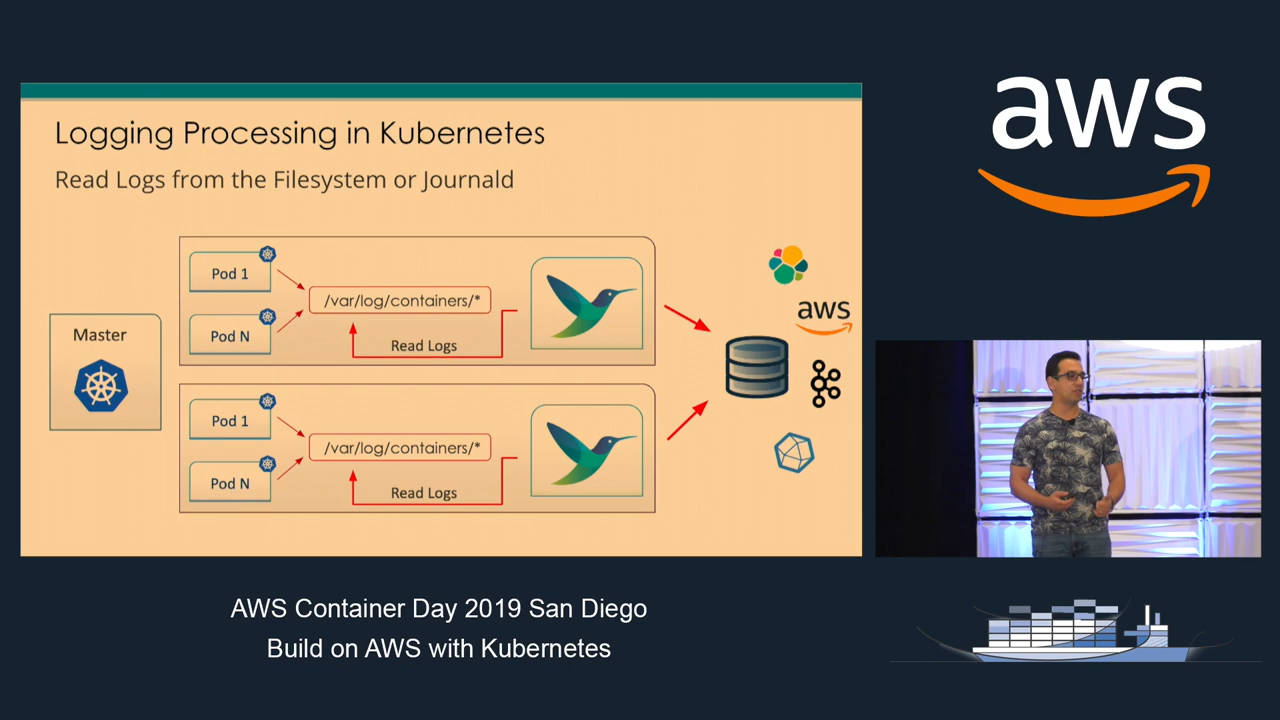 Logging Processing in Kubernetes
Read Logs from the Filesystem or Journald
Master
Pod 1
Pod N
/var/log/containers/*
Read Logs
Pod 1
Pod N
/var/log/containers/*
Read Logs
aws
aws
AWS Container Day 2019 San Diego
Build on AWS with Kubernetes